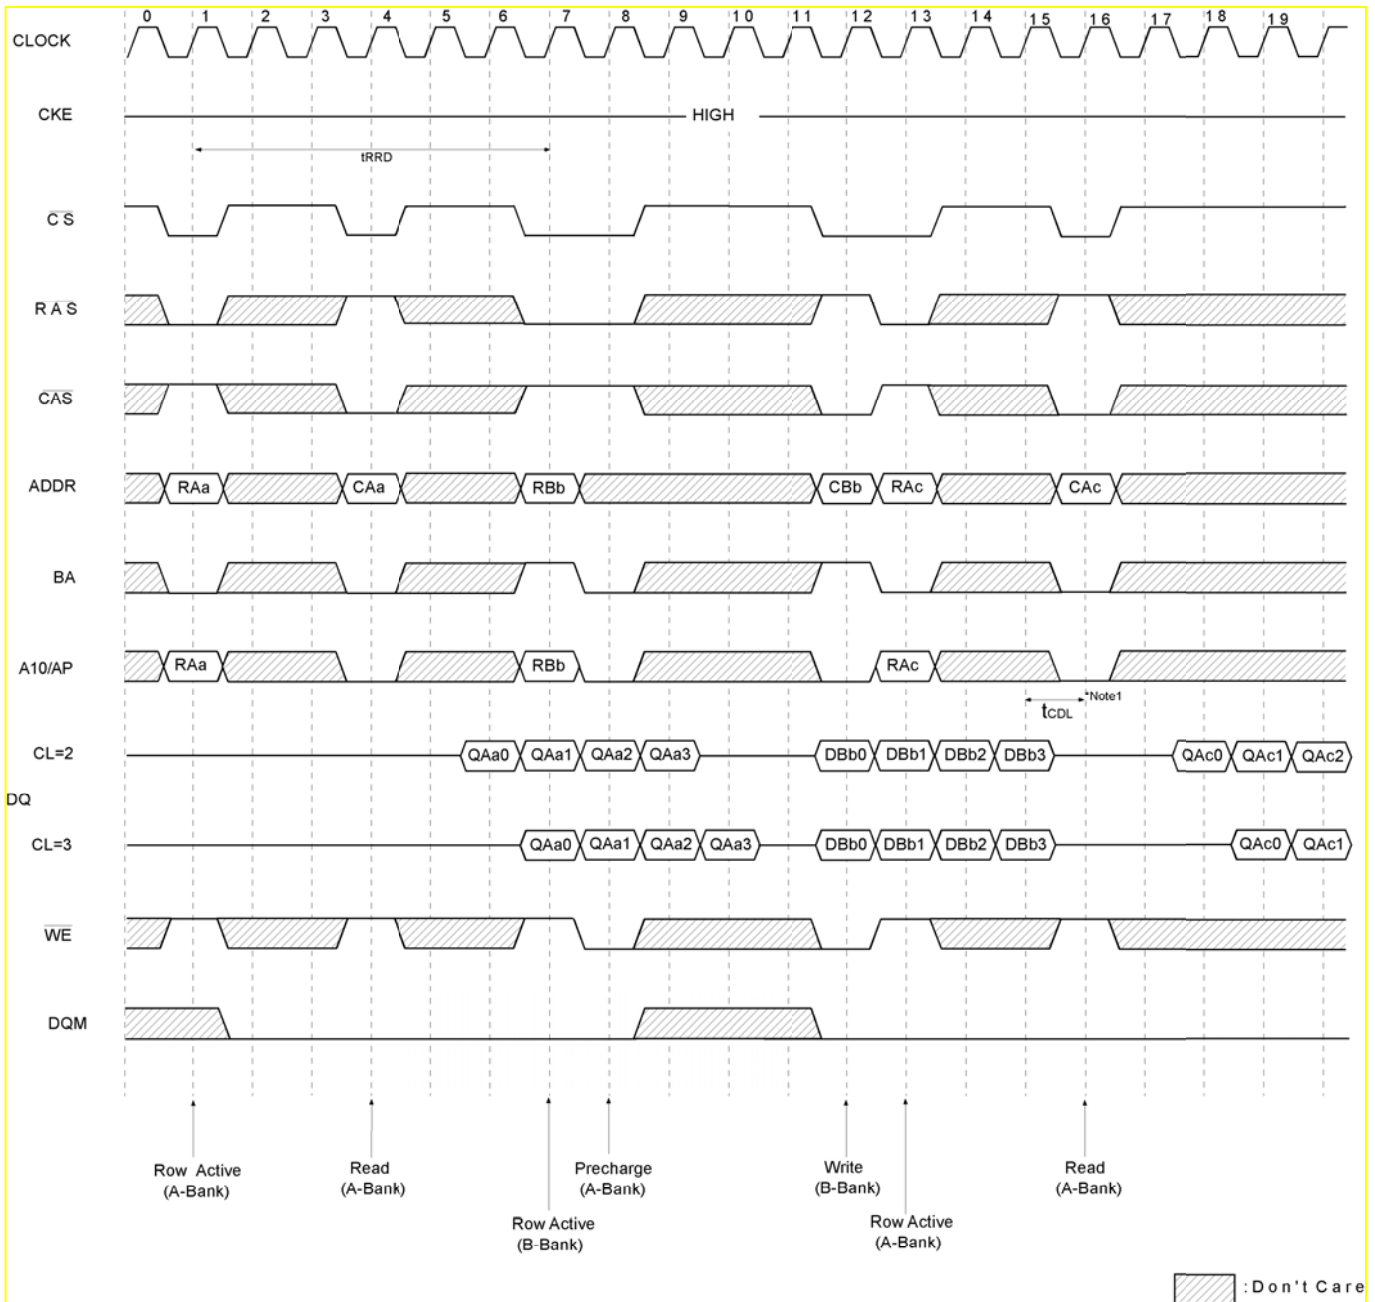 0 1 2 3 4 5 6 7 8 9 10 11 12 13 14 15 16 17 18 19
CLOCK
CKE HIGH
tRRD
CS
RAS
CAS
ADDR RAa CAa RBb CBb RAc CAc
BA
A10/AP RAa RBb RAc
tCDL *Note1
CL=2 QAa0 QAa1 QAa2 QAa3 DBb0 DBb1 DBb2 DBb3 QAc0 QAc1 QAc2
DQ
CL=3 QAa0 QAa1 QAa2 QAa3 DBb0 DBb1 DBb2 DBb3 QAc0 QAc1
WE
DQM
Row Active Read Precharge Write Read
(A-Bank) (A-Bank) (A-Bank) (B-Bank) (A-Bank)
Row Active Row Active
(B-Bank) (A-Bank)
:Don't Care